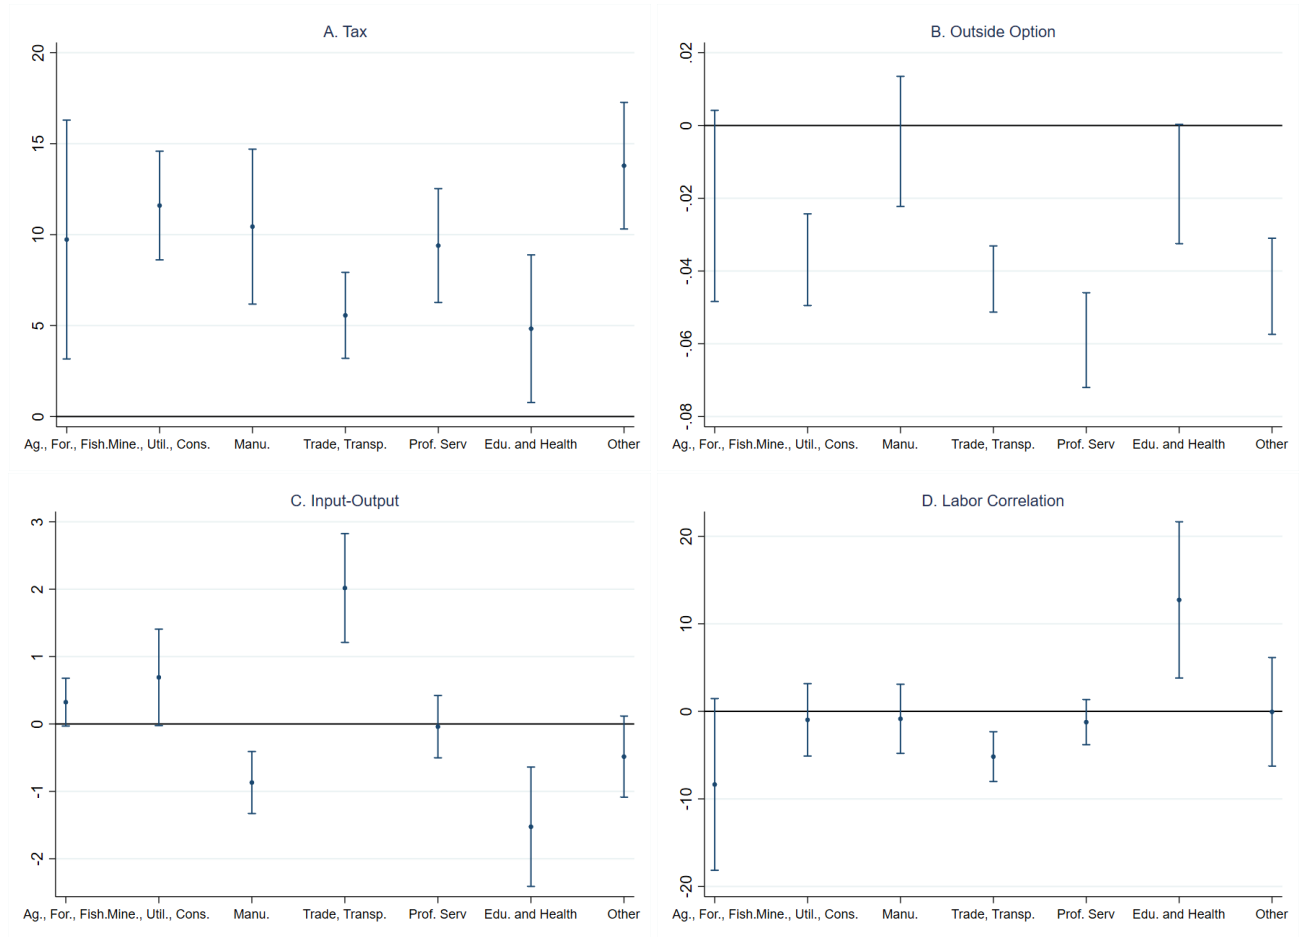 A. Tax
20
15
10
5
0
Ag., For., Fish. Mine., Util., Cons. Manu. Trade, Transp. Prof. Serv Edu. and Health Other
B. Outside Option
.02
0
-.02
-.04
-.06
-.08
Ag., For., Fish. Mine., Util., Cons. Manu. Trade, Transp. Prof. Serv Edu. and Health Other
C. Input-Output
3
2
1
0
-1
-2
Ag., For., Fish. Mine., Util., Cons. Manu. Trade, Transp. Prof. Serv Edu. and Health Other
D. Labor Correlation
20
10
0
-10
-20
Ag., For., Fish. Mine., Util., Cons. Manu. Trade, Transp. Prof. Serv Edu. and Health Other